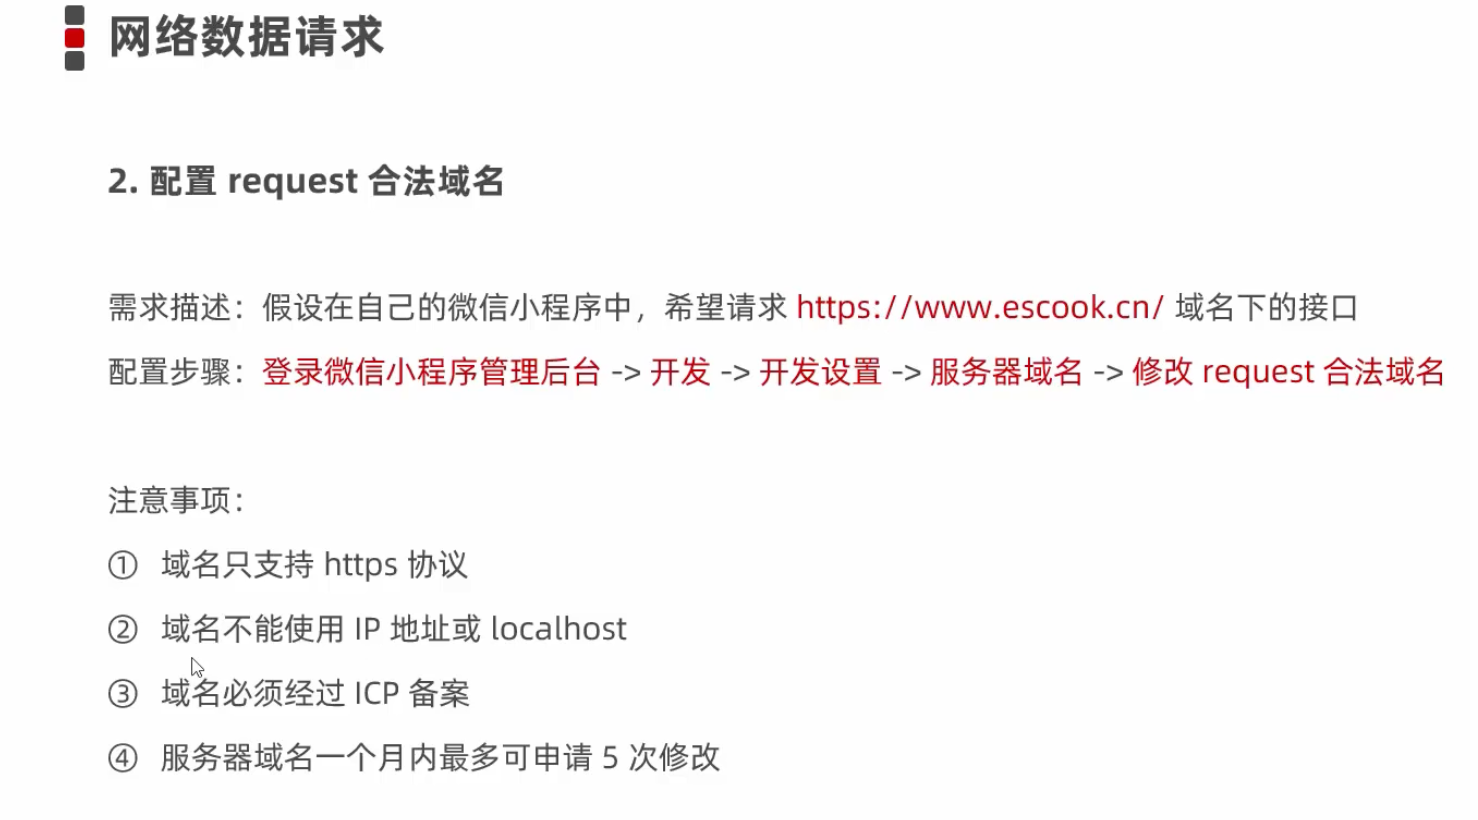 网络数据请求
2. 配置 request 合法域名
需求描述：假设在自己的微信小程序中，希望请求 https://www.escook.cn/ 域名下的接口
配置步骤：登录微信小程序管理后台 -> 开发 -> 开发设置 -> 服务器域名 -> 修改 request 合法域名
注意事项：
① 域名只支持 https 协议
② 域名不能使用 IP 地址或 localhost
③ 域名必须经过 ICP 备案
④ 服务器域名一个月内最多可申请 5 次修改